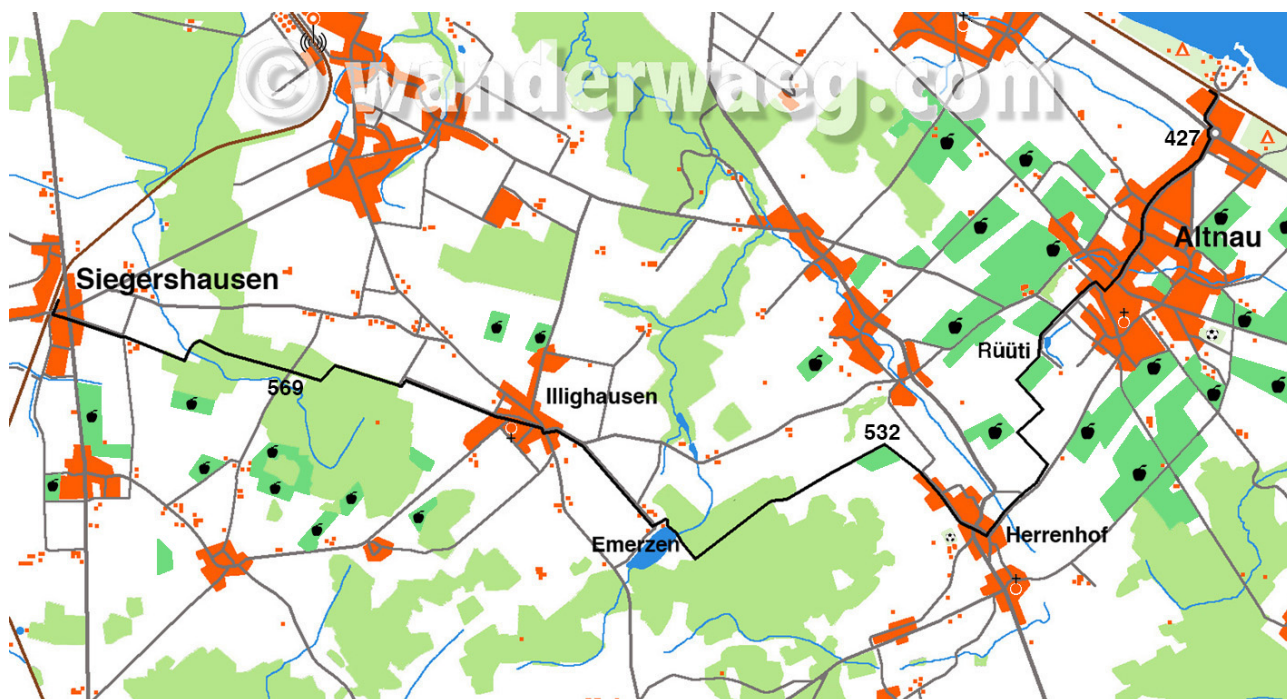 © wanderwaeg.com
427
Altnau
Siegershausen
Rüüti
569
Illighausen
532
Emerzen
Herrenhof